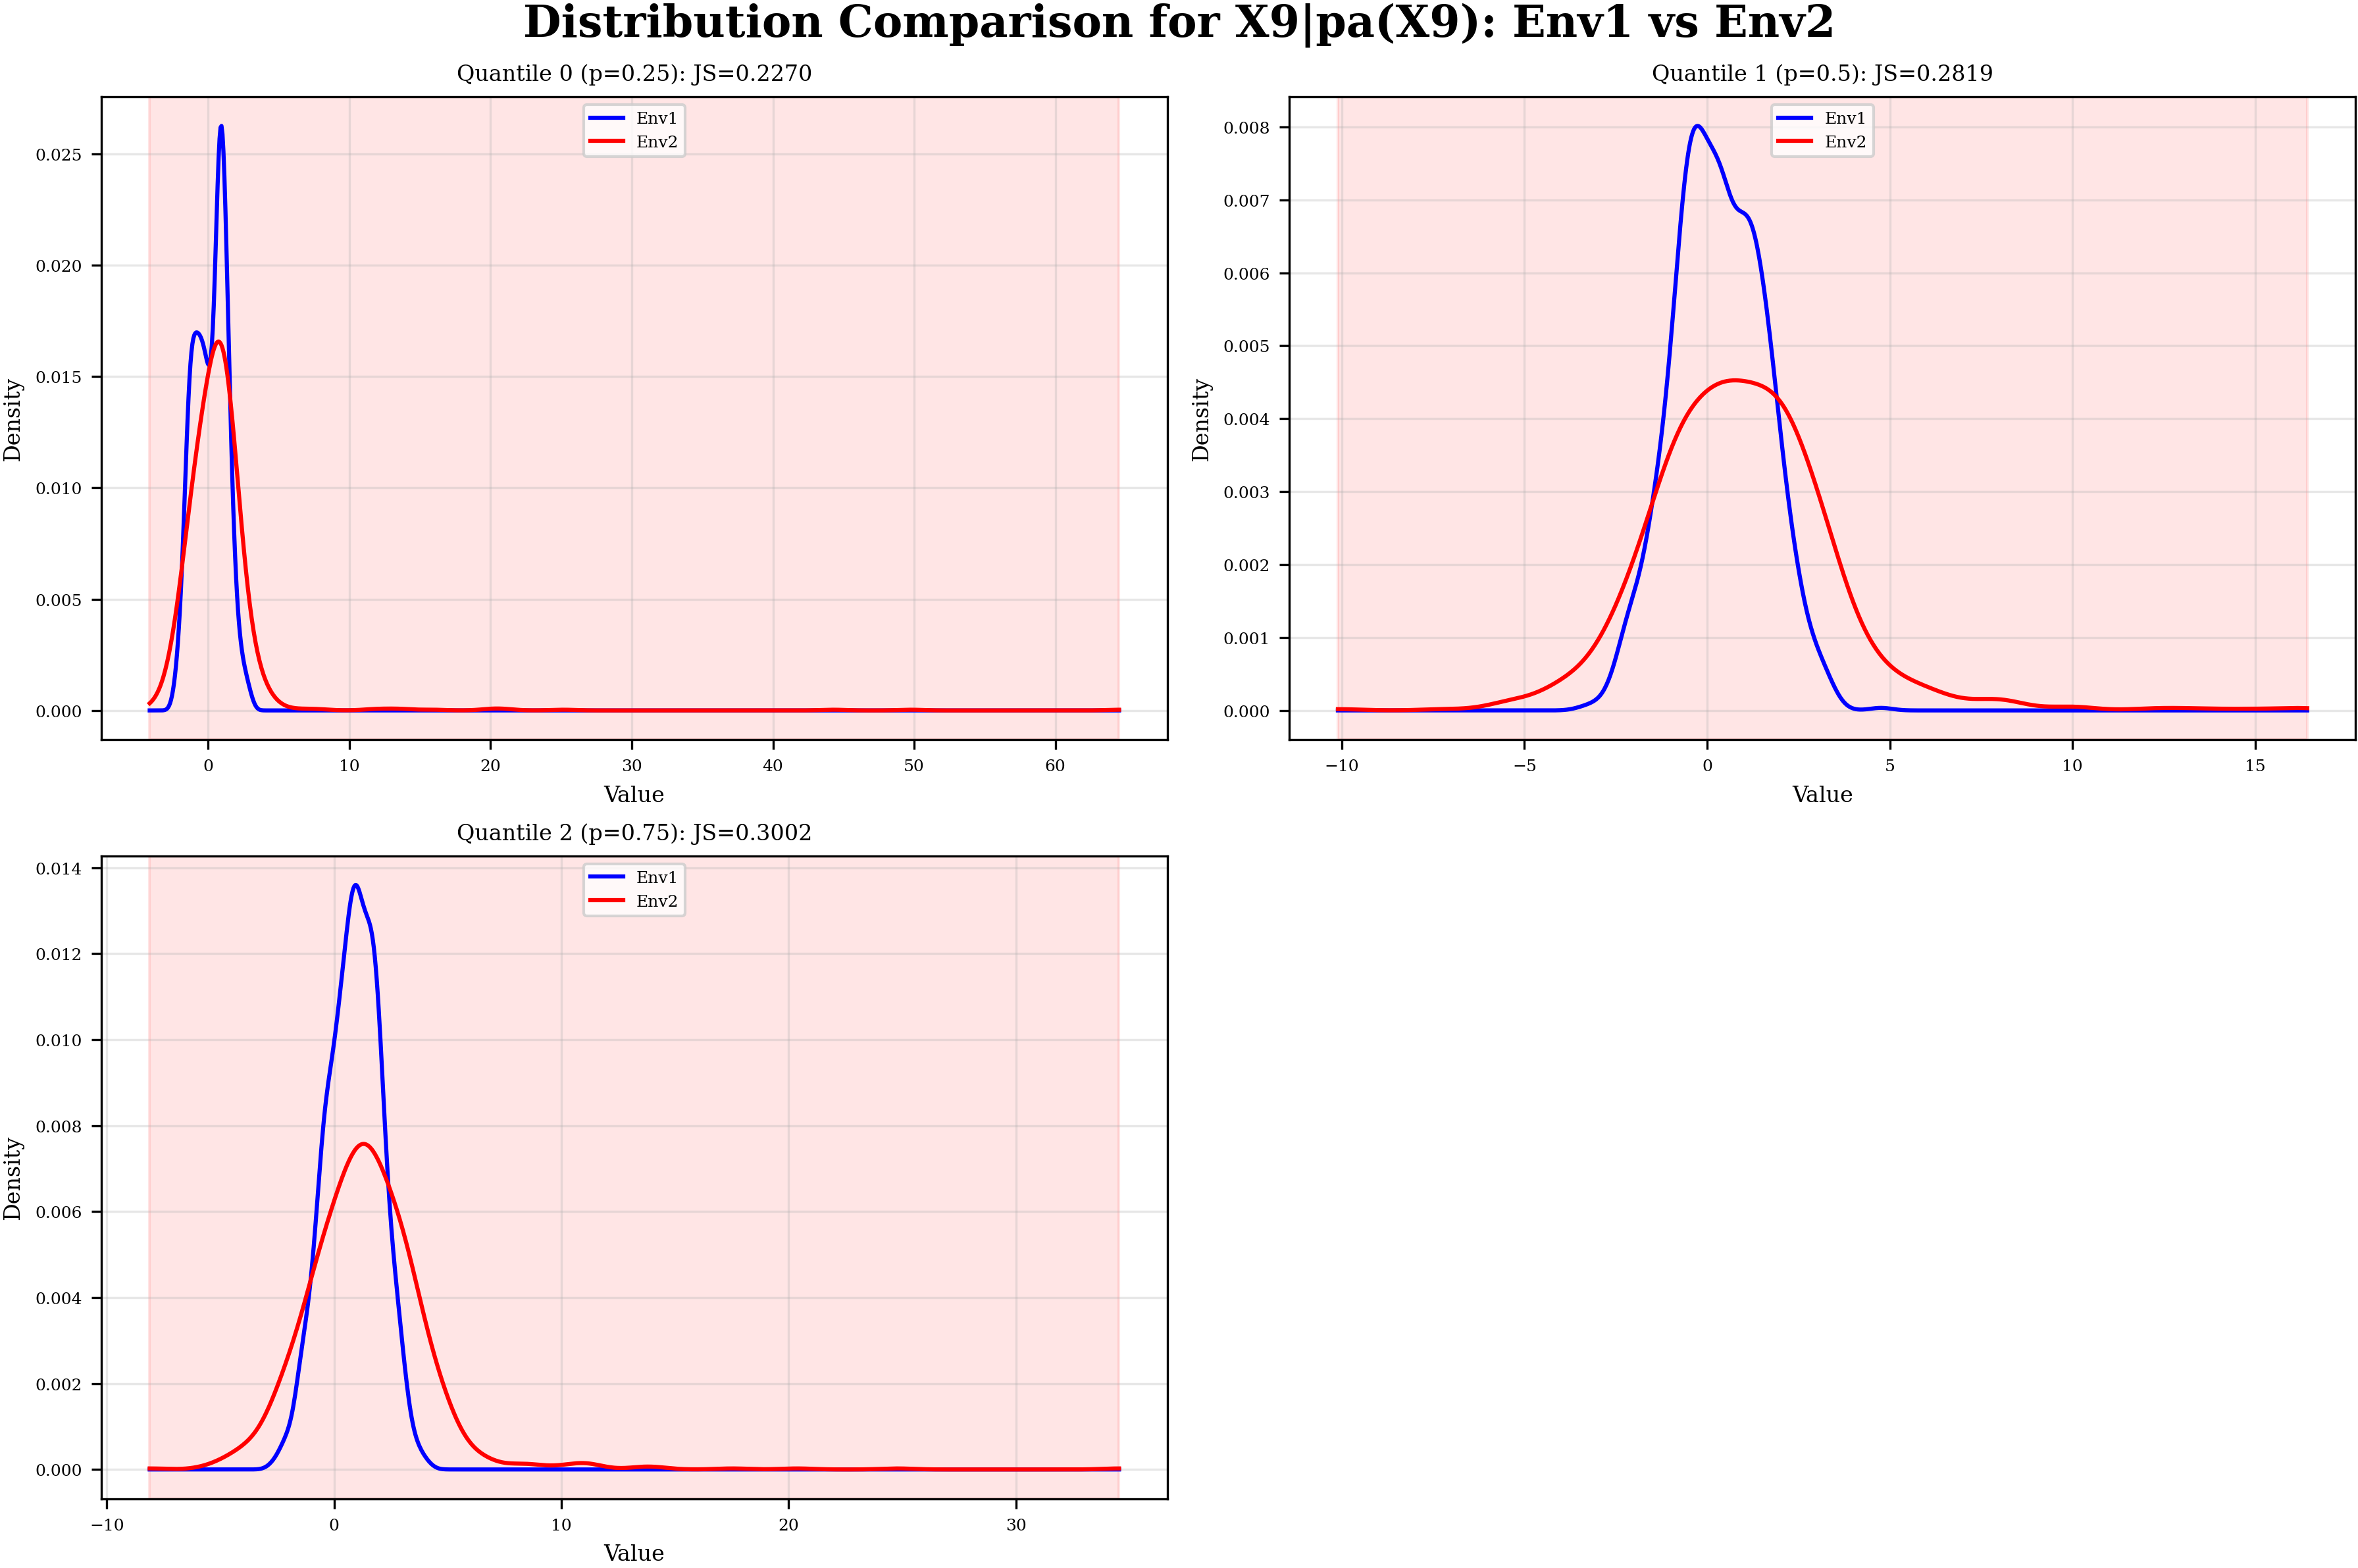 Distribution Comparison for X9|pa(X9): Env1 vs Env2
Quantile 0 (p=0.25): JS=0.2270
Env1
Env2
0.025
0.020
0.015
0.010
0.005
0.000
Density
0 10 20 30 40 50 60
Value
Quantile 1 (p=0.5): JS=0.2819
Env1
Env2
0.008
0.007
0.006
0.005
0.004
0.003
0.002
0.001
0.000
Density
−10 −5 0 5 10 15
Value
Quantile 2 (p=0.75): JS=0.3002
Env1
Env2
0.014
0.012
0.010
0.008
0.006
0.004
0.002
0.000
Density
−10 0 10 20 30
Value